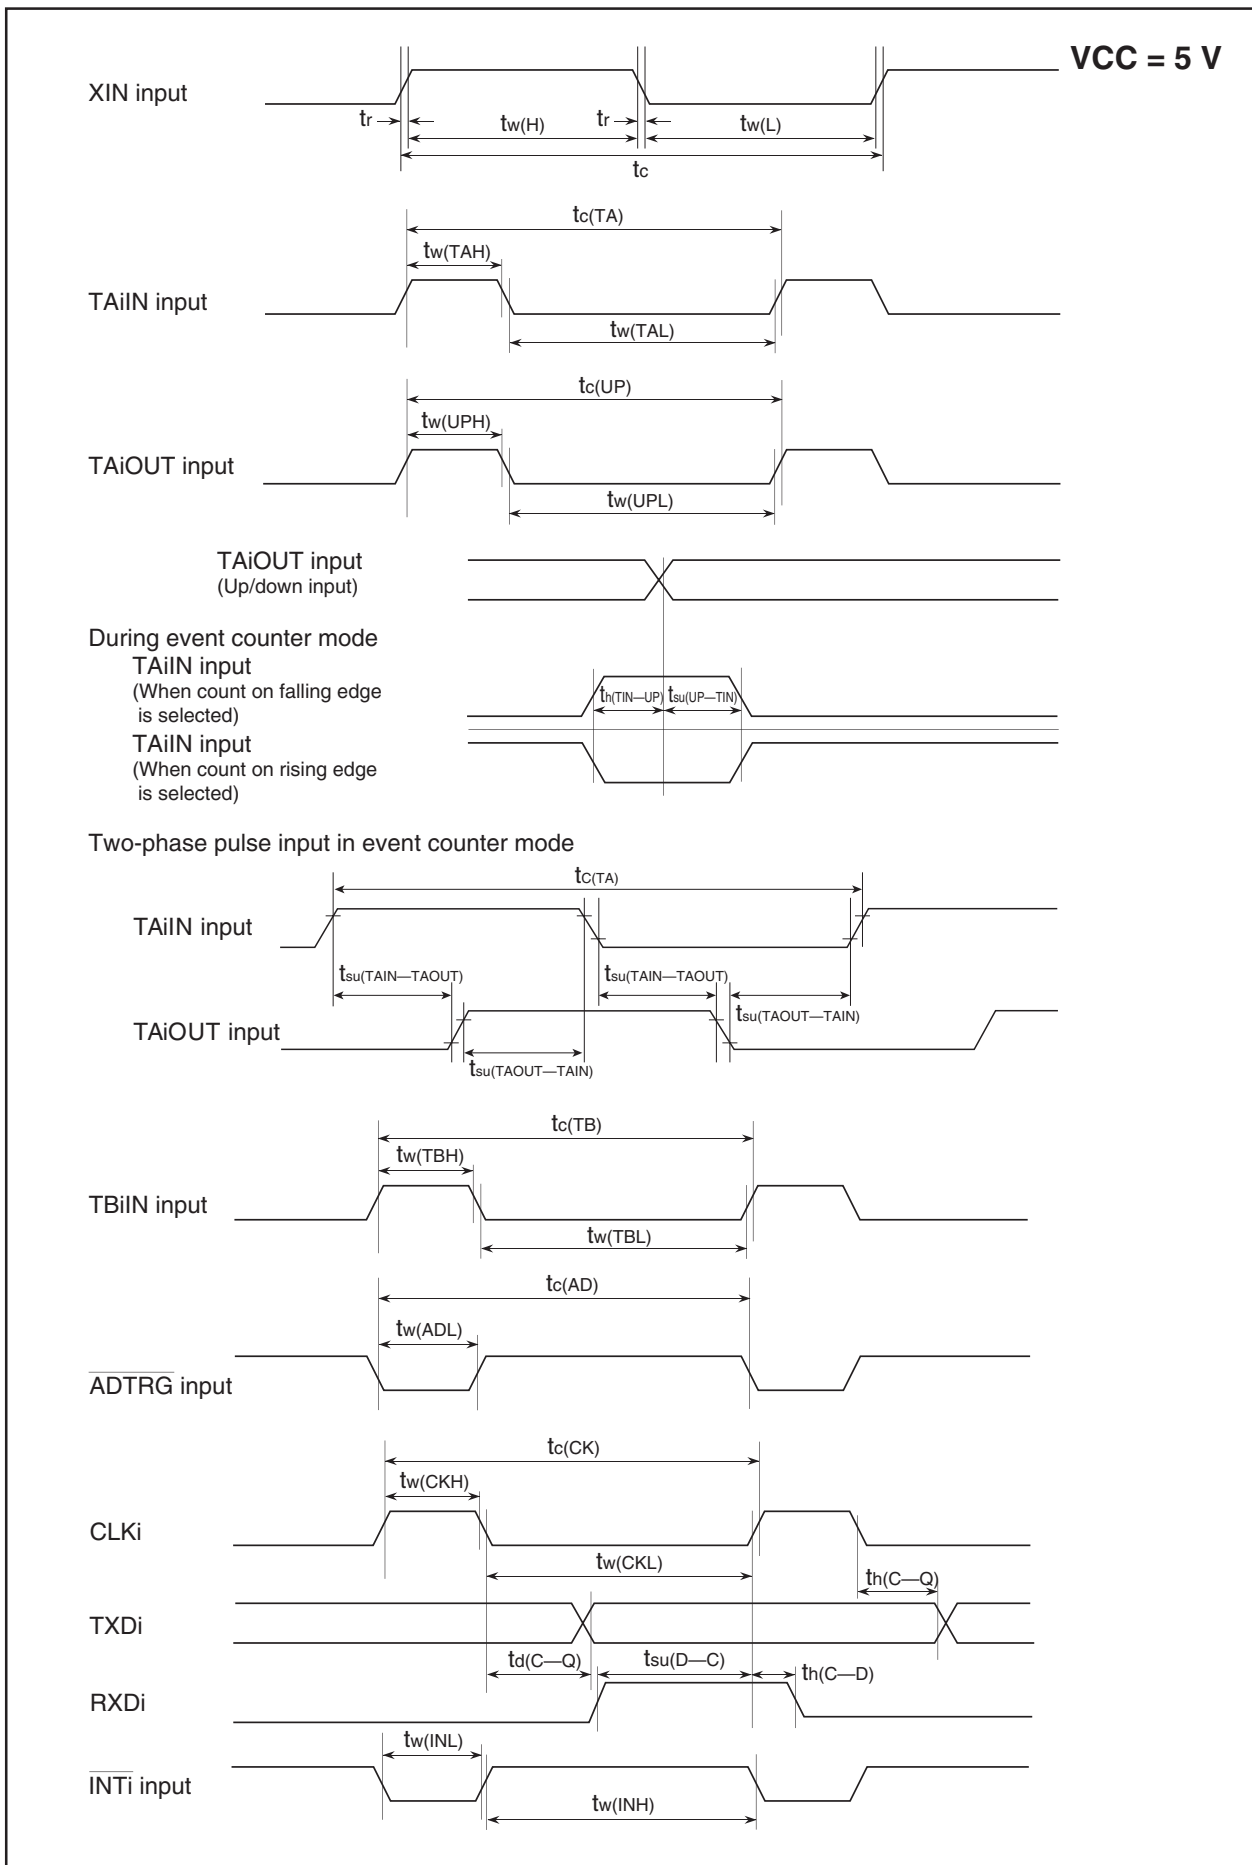 VCC = 5 V
XIN input
tr
tw(H)
tr
tw(L)
tc
tc(TA)
tw(TAH)
TAiIN input
tw(TAL)
tc(UP)
tw(UPH)
TAiOUT input
tw(UPL)
TAiOUT input
(Up/down input)
During event counter mode
TAiIN input
(When count on falling edge
is selected)
th(TIN—UP)
tsu(UP—TIN)
TAiIN input
(When count on rising edge
is selected)
Two-phase pulse input in event counter mode
tC(TA)
TAiIN input
tsu(TAIN—TAOUT)
tsu(TAIN—TAOUT)
tsu(TAOUT—TAIN)
TAiOUT input
tsu(TAOUT—TAIN)
tc(TB)
tw(TBH)
TBiIN input
tw(TBL)
tc(AD)
tw(ADL)
ADTRG input
tc(CK)
tw(CKH)
CLKi
tw(CKL)
th(C—Q)
TXDi
td(C—Q)
tsu(D—C)
th(C—D)
RXDi
tw(INL)
INTi input
tw(INH)